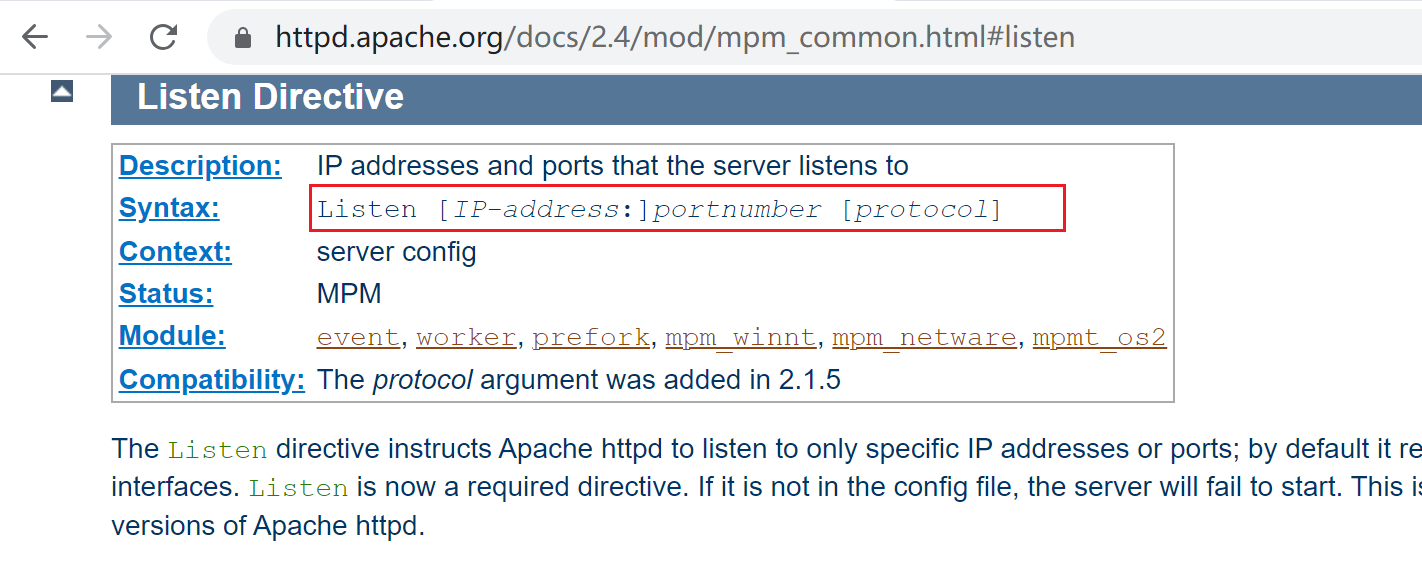 httpd.apache.org/docs/2.4/mod/mpm_common.html#listen
Listen Directive
Description: IP addresses and ports that the server listens to
Syntax: Listen [IP-address:]portnumber [protocol]
Context: server config
Status: MPM
Module: event, worker, prefork, mpm_winnt, mpm_netware, mpmt_os2
Compatibility: The protocol argument was added in 2.1.5
The Listen directive instructs Apache httpd to listen to only specific IP addresses or ports; by default it re
interfaces. Listen is now a required directive. If it is not in the config file, the server will fail to start. This is
versions of Apache httpd.